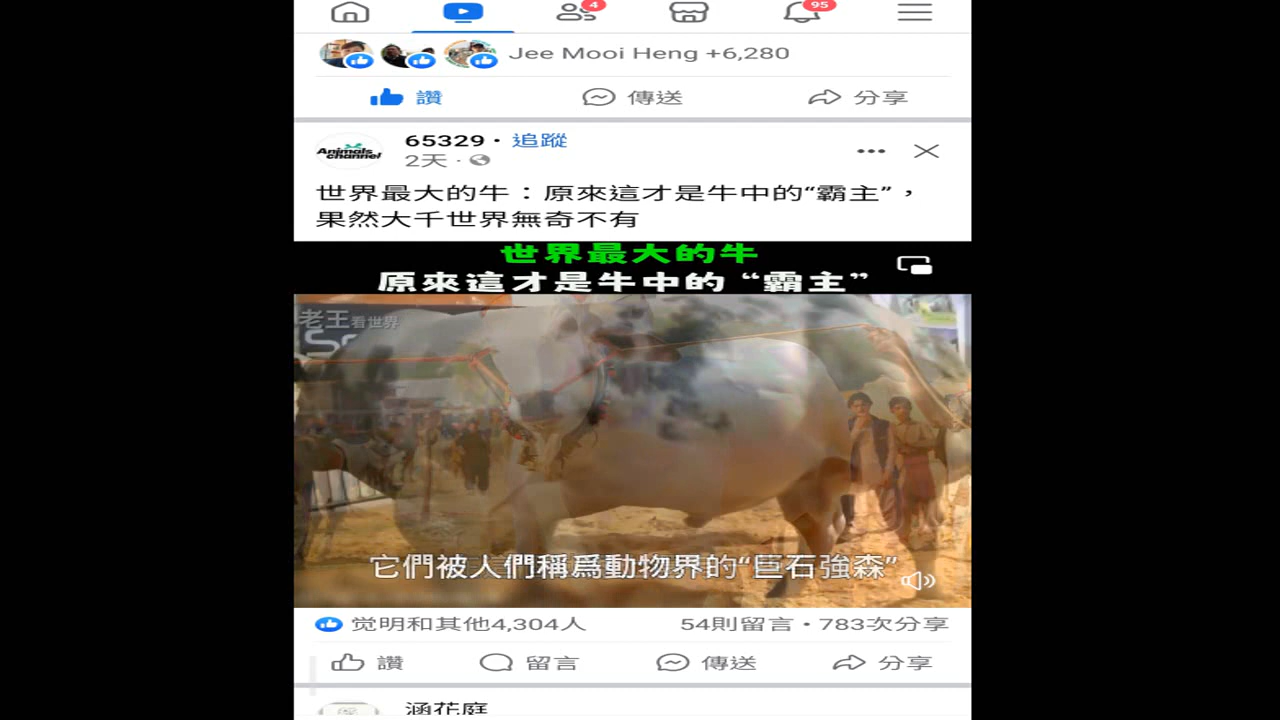 4
95
Jee Mooi Heng +6,280
讚 傳送 分享
Animals channel
65329 · 追蹤
2天 ·
世界最大的牛：原來這才是牛中的“霸主”，
果然大千世界無奇不有
世界最大的牛
原來這才是牛中的“霸主”
老王看世界
它們被人們稱爲動物界的“巨石強森”
觉明和其他4,304人 54則留言 · 783次分享
讚 留言 傳送 分享
涵花庭